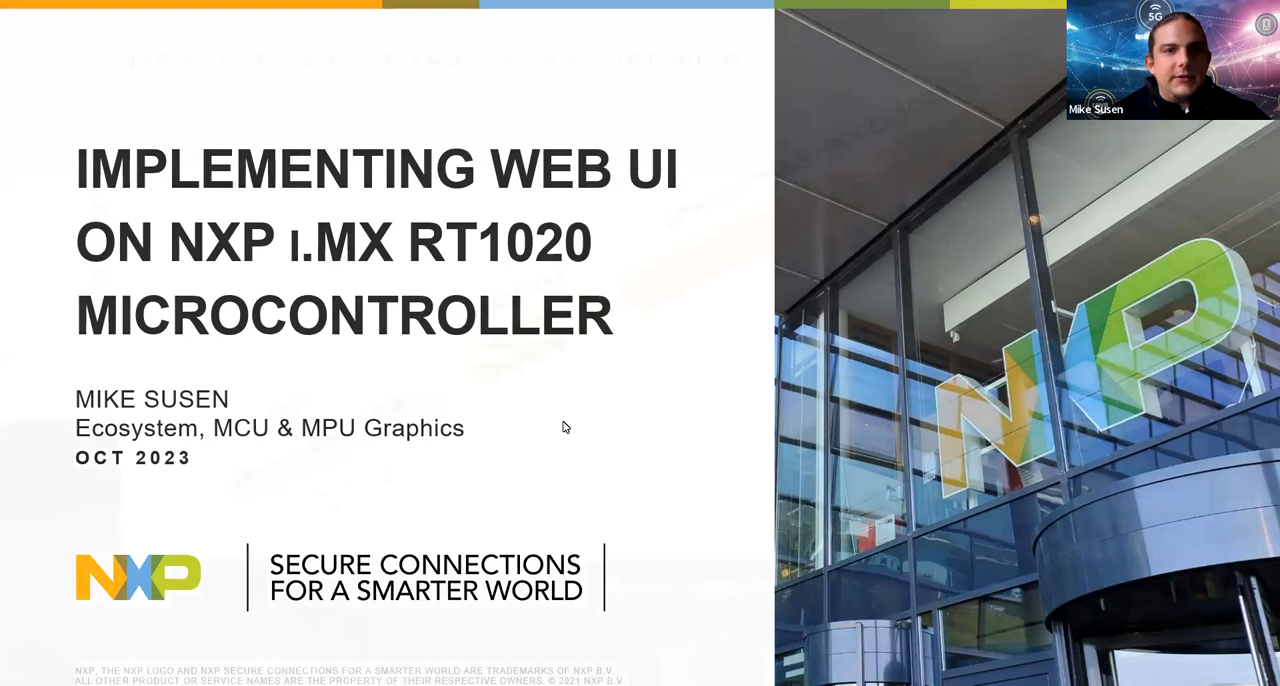 IMPLEMENTING WEB UI
ON NXP I.MX RT1020
MICROCONTROLLER
MIKE SUSEN
Ecosystem, MCU & MPU Graphics
OCT 2023
NXP
SECURE CONNECTIONS
FOR A SMARTER WORLD
NXP, THE NXP LOGO AND NXP SECURE CONNECTIONS FOR A SMARTER WORLD ARE TRADEMARKS OF NXP B.V.
ALL OTHER PRODUCT OR SERVICE NAMES ARE THE PROPERTY OF THEIR RESPECTIVE OWNERS. © 2021 NXP B.V.
5G
Mike Susen
NXP